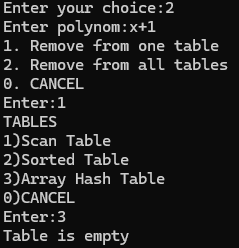 Enter your choice:2
Enter polynom:x+1
1. Remove from one table
2. Remove from all tables
0. CANCEL
Enter:1
TABLES
1)Scan Table
2)Sorted Table
3)Array Hash Table
0)CANCEL
Enter:3
Table is empty